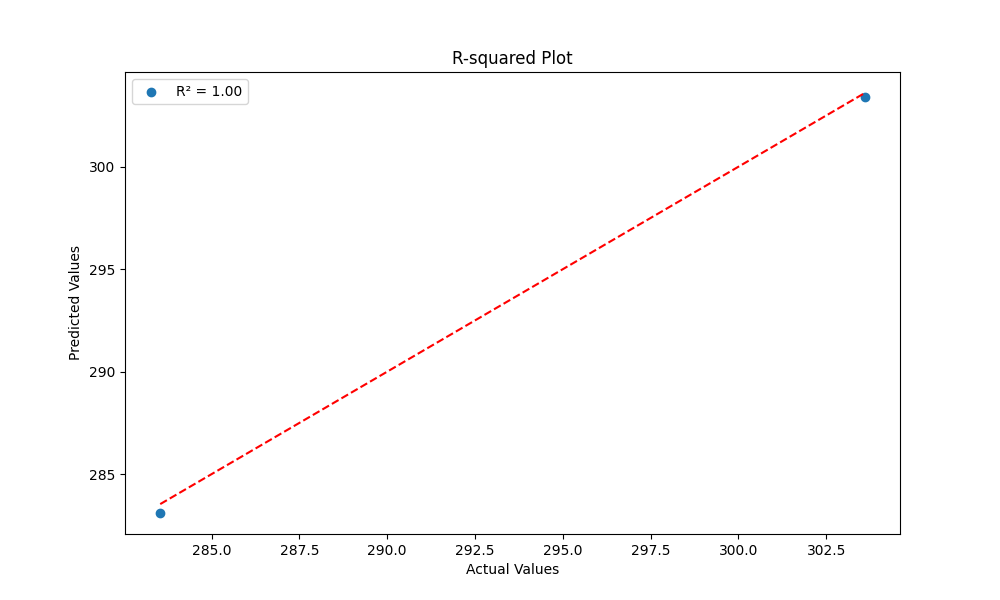 R-squared Plot
R² = 1.00
300
295
290
285
Predicted Values
285.0 287.5 290.0 292.5 295.0 297.5 300.0 302.5
Actual Values